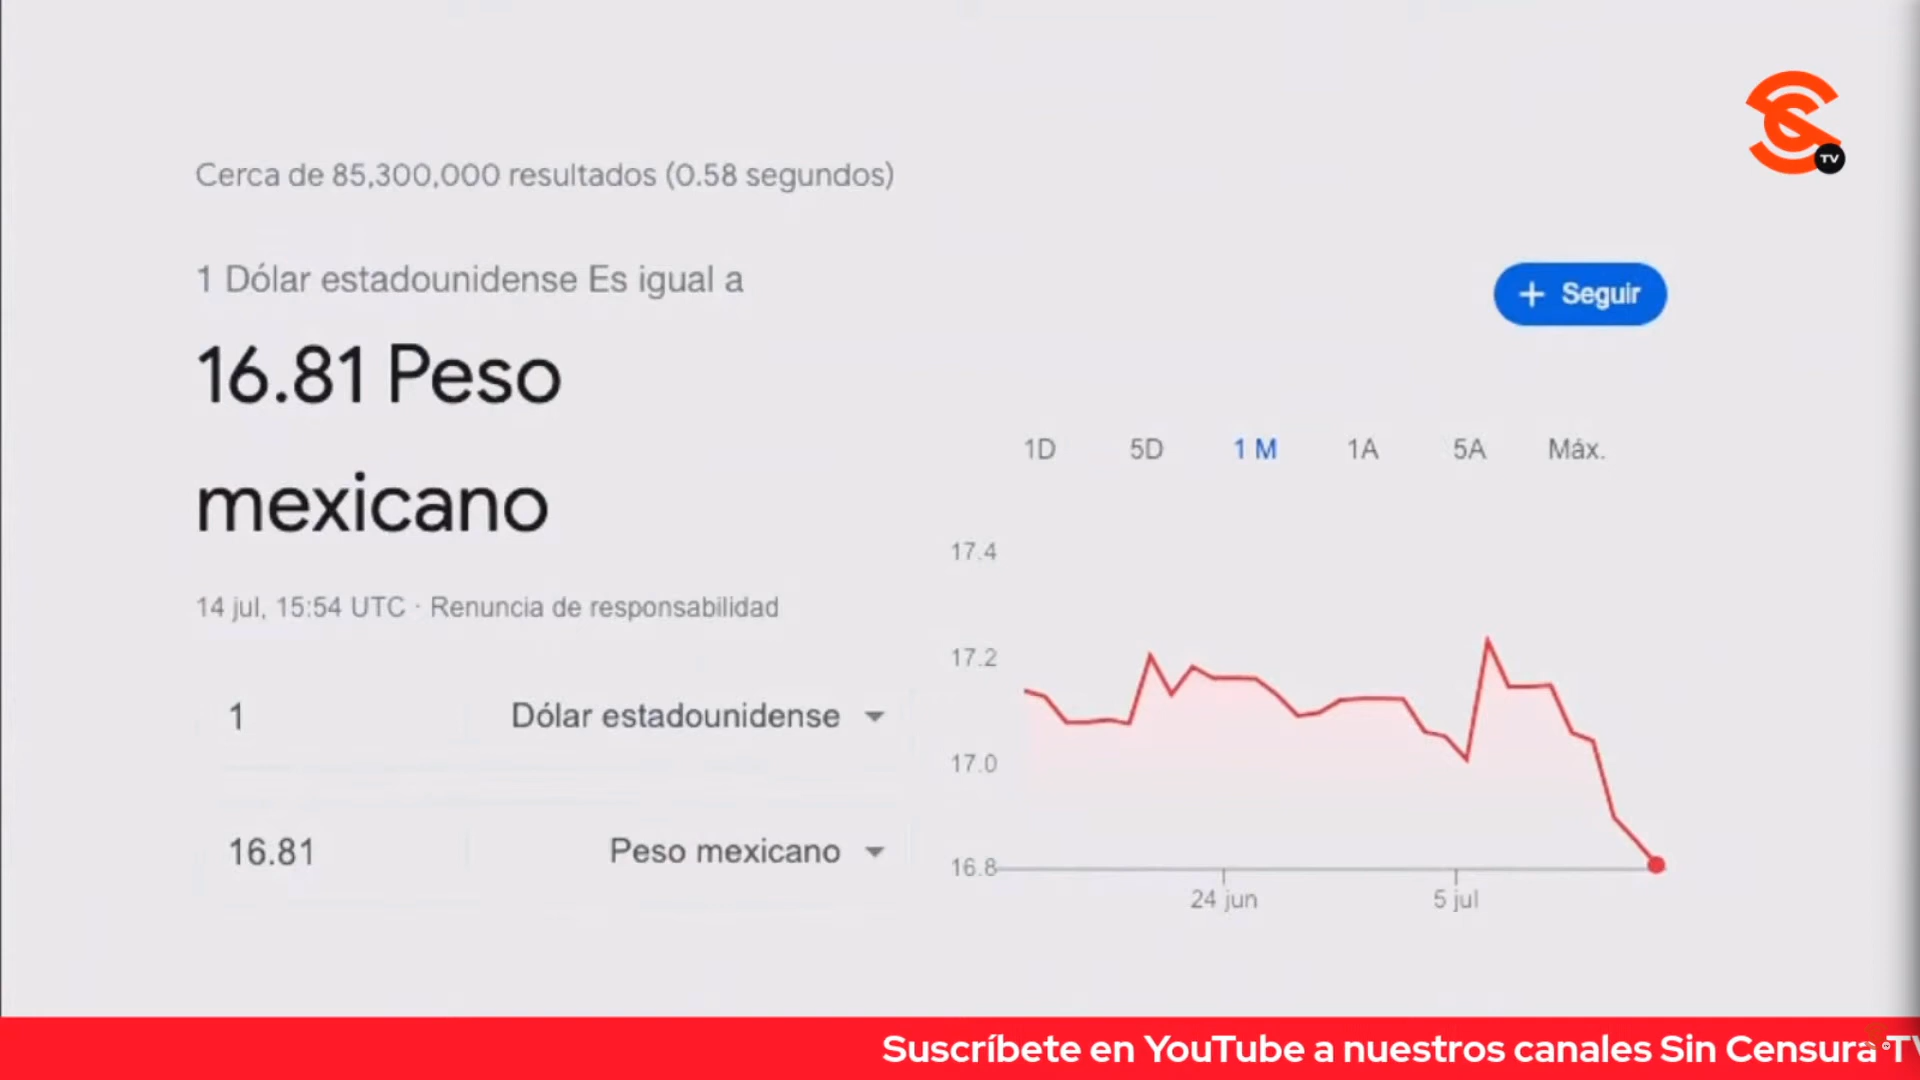 TV
Cerca de 85,300,000 resultados (0.58 segundos)
1 Dólar estadounidense Es igual a
+ Seguir
16.81 Peso
mexicano
14 jul, 15:54 UTC · Renuncia de responsabilidad
1 Dólar estadounidense
16.81 Peso mexicano
1D 5D 1 M 1A 5A Máx.
17.4
17.2
17.0
16.8
24 jun 5 jul
Suscríbete en YouTube a nuestros canales Sin Censura TV